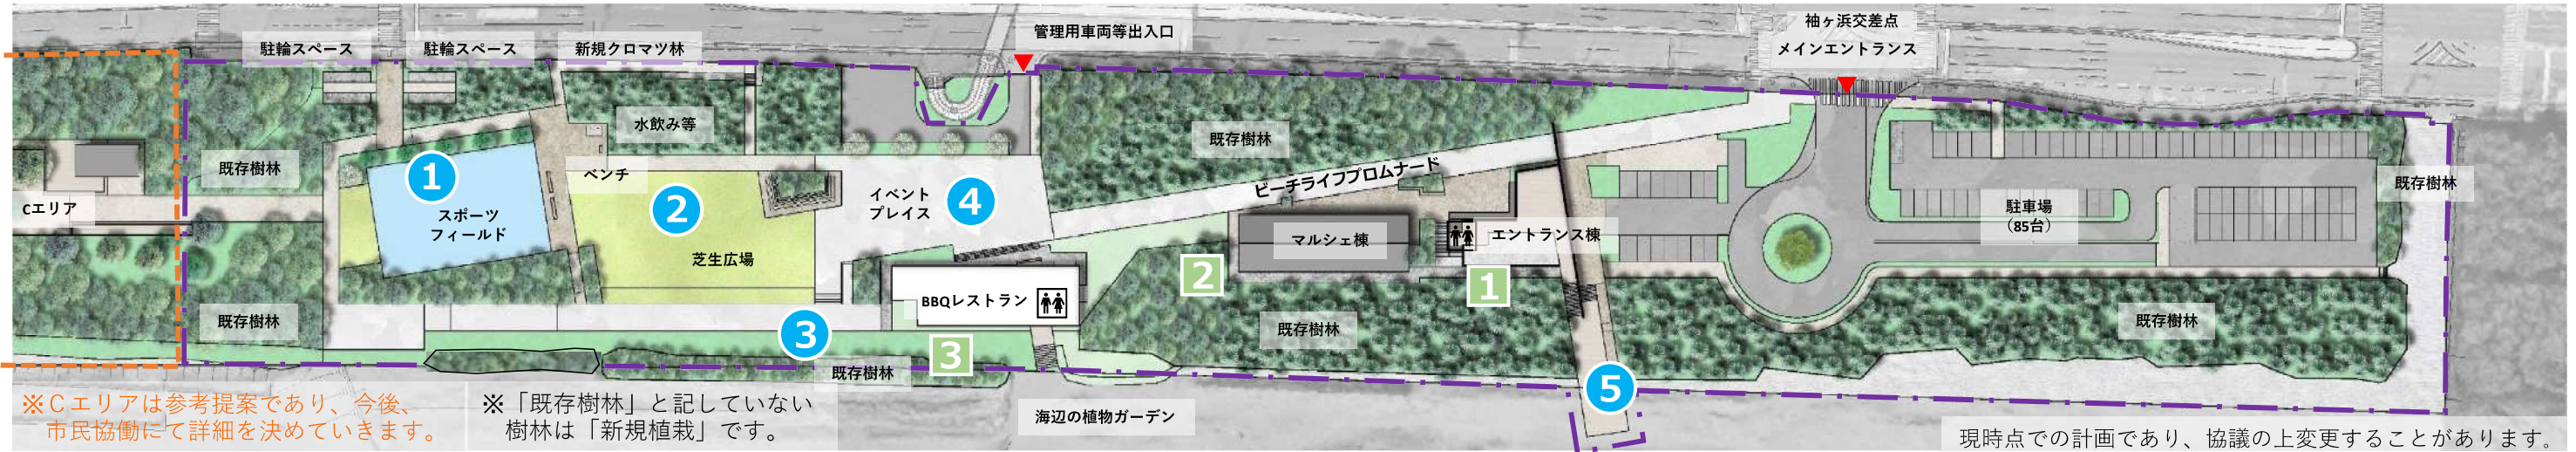 駐輪スペース
駐輪スペース
新規クロマツ林
管理用車両等出入口
袖ヶ浜交差点
メインエントランス
水飲み等
既存樹林
既存樹林
ベンチ
1
スポーツ
フィールド
2
芝生広場
イベント
プレイス
4
ビーチライフプロムナード
Cエリア
マルシェ棟
エントランス棟
駐車場
（85台）
既存樹林
2
1
BBQレストラン
既存樹林
3
3
既存樹林
既存樹林
既存樹林
5
海辺の植物ガーデン
※Ｃエリアは参考提案であり、今後、
市民協働にて詳細を決めていきます。
※「既存樹林」と記していない
樹林は「新規植栽」です。
現時点での計画であり、協議の上変更することがあります。